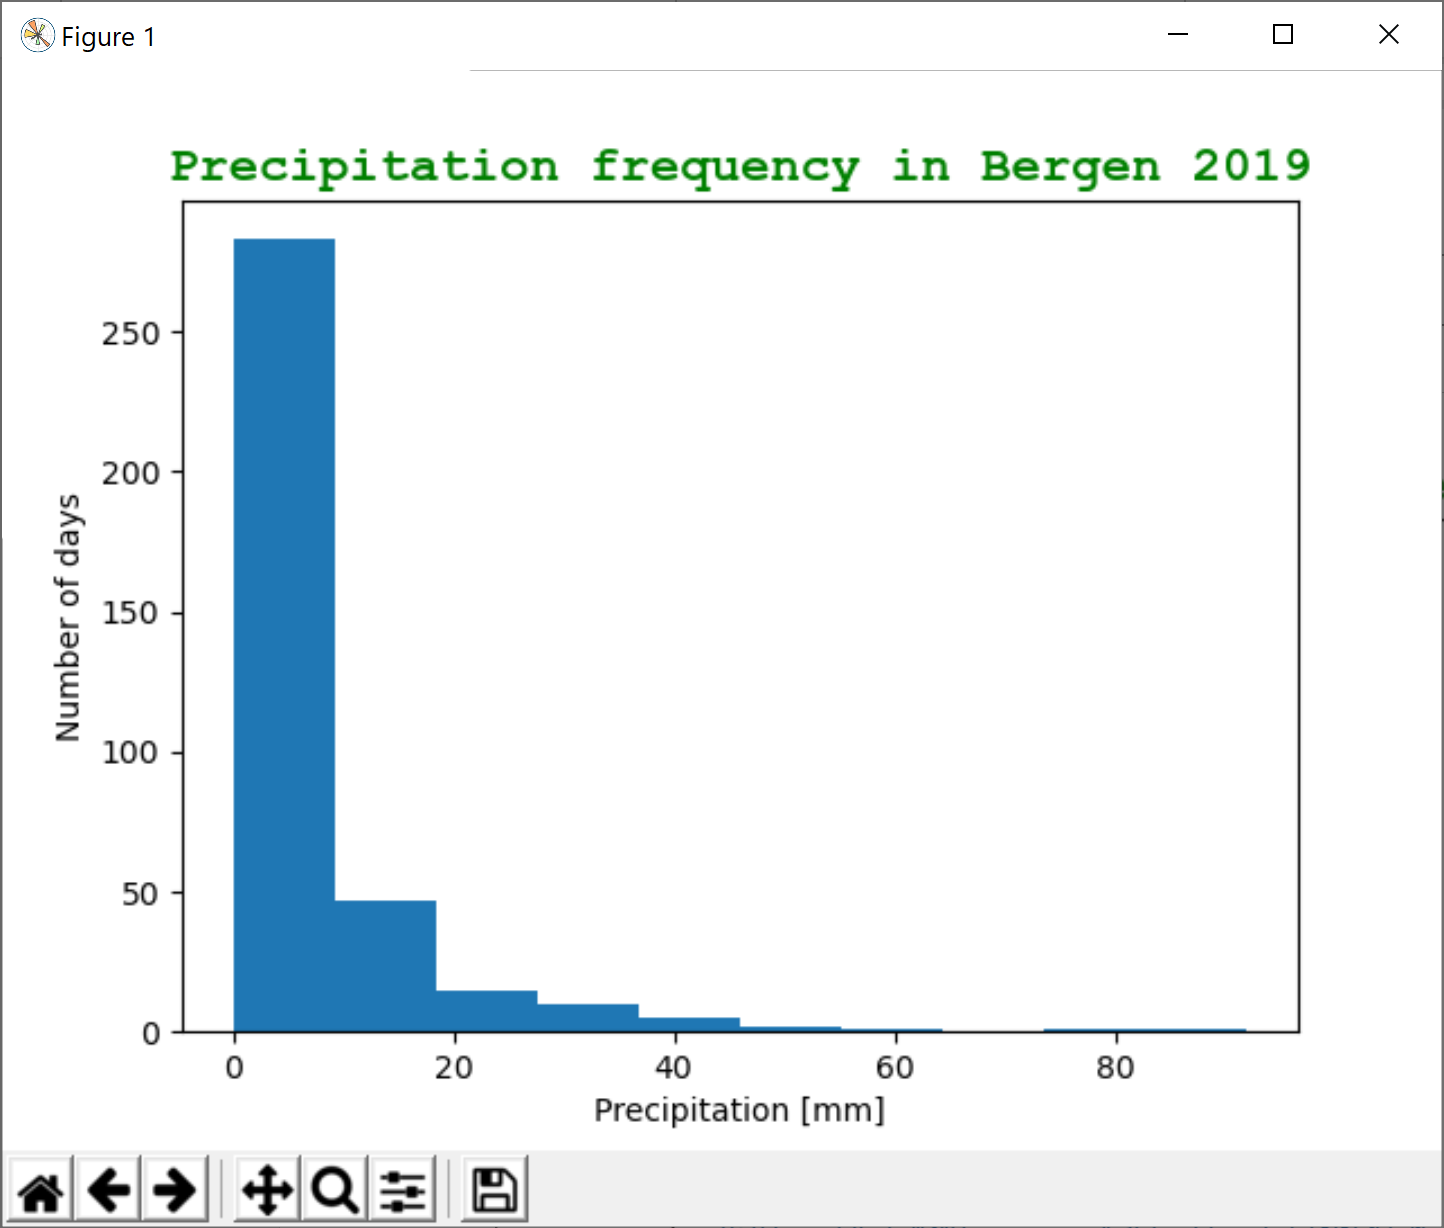 Figure 1
Precipitation frequency in Bergen 2019
250
200
150
100
50
0
Number of days
0 20 40 60 80
Precipitation [mm]